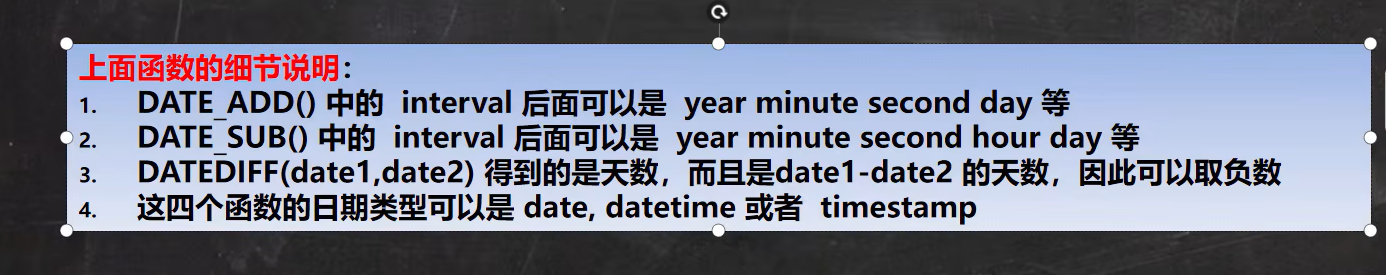 上面函数的细节说明：
1. DATE_ADD() 中的 interval 后面可以是 year minute second day 等
2. DATE_SUB() 中的 interval 后面可以是 year minute second hour day 等
3. DATEDIFF(date1,date2) 得到的是天数，而且是date1-date2 的天数，因此可以取负数
4. 这四个函数的日期类型可以是 date, datetime 或者 timestamp